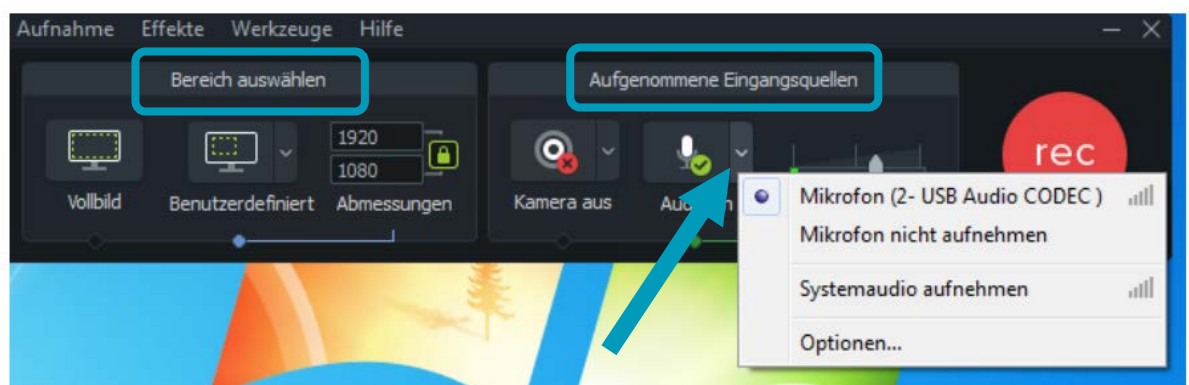 Aufnahme Effekte Werkzeuge Hilfe
Bereich auswählen
Aufgenommene Eingangsquellen
1920
1080
rec
Vollbild
Benutzerdefiniert
Abmessungen
Kamera aus
Mikrofon (2- USB Audio CODEC )
Mikrofon nicht aufnehmen
Systemaudio aufnehmen
Optionen...